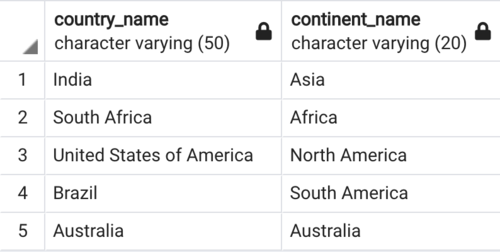 country_name continent_name
character varying (50) character varying (20)
1 India Asia
2 South Africa Africa
3 United States of America North America
4 Brazil South America
5 Australia Australia